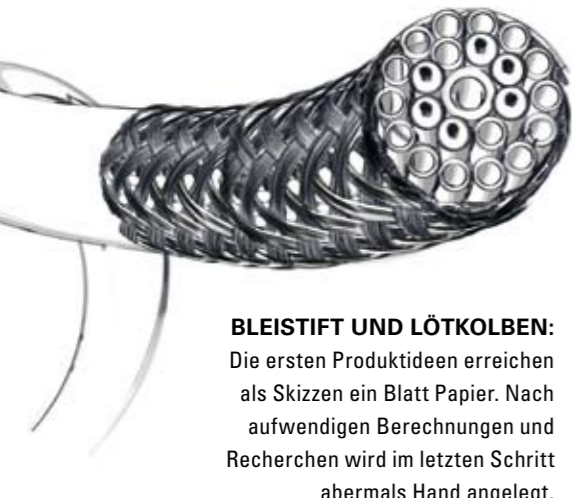 BLEISTIFT UND LÖTKOLBEN:
Die ersten Produktideen erreichen
als Skizzen ein Blatt Papier. Nach
aufwendigen Berechnungen und
Recherchen wird im letzten Schritt
abermals Hand angelegt.